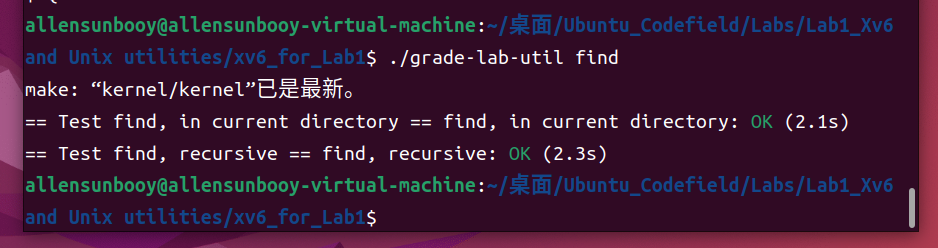 allensunbooy@allensunbooy-virtual-machine:~/桌面/Ubuntu_Codefield/Labs/Lab1_Xv6
and Unix utilities/xv6_for_Lab1$ ./grade-lab-util find
make: “kernel/kernel”已是最新。
== Test find, in current directory == find, in current directory: OK (2.1s)
== Test find, recursive == find, recursive: OK (2.3s)
allensunbooy@allensunbooy-virtual-machine:~/桌面/Ubuntu_Codefield/Labs/Lab1_Xv6
and Unix utilities/xv6_for_Lab1$